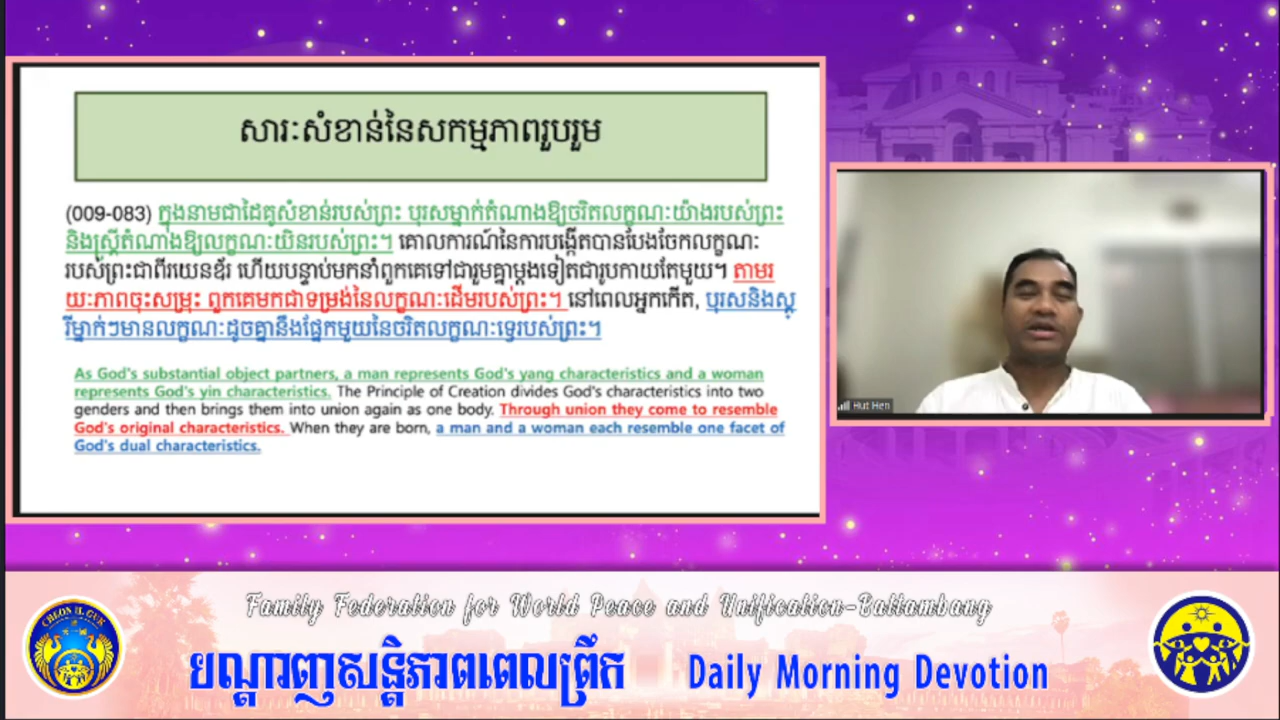 សារៈសំខាន់នៃសកម្មភាពរួបរួម
(009-083) ក្នុងនាមជាដៃគូសំខាន់របស់ព្រះ បុរសម្នាក់តំណាងឱ្យចរិតលក្ខណៈយ៉ាងរបស់ព្រះ
និងស្ត្រីតំណាងឱ្យលក្ខណៈយិនរបស់ព្រះ។ គោលការណ៍នៃការបង្កើតបានបែងចែកលក្ខណៈ
របស់ព្រះជាពីរយេនឌ័រ ហើយបន្ទាប់មកនាំពួកគេទៅជារួមគ្នាម្តងទៀតជារូបកាយតែមួយ។ តាមរ
យៈភាពចុះសម្រុះ ពួកគេមកជាទម្រង់នៃលក្ខណៈដើមរបស់ព្រះ។ នៅពេលអ្នកកើត, បុរសនិងស្ត្
រីម្នាក់ៗមានលក្ខណៈដូចគ្នានឹងផ្នែកមួយនៃចរិតលក្ខណៈទ្វេរបស់ព្រះ។
As God's substantial object partners, a man represents God's yang characteristics and a woman
represents God's yin characteristics. The Principle of Creation divides God's characteristics into two
genders and then brings them into union again as one body. Through union they come to resemble
God's original characteristics. When they are born, a man and a woman each resemble one facet of
God's dual characteristics.
Hut Hen
CHEON IL GUK
Family Federation for World Peace and Unification-Battambang
បណ្តាញសន្តិភាពពេលព្រឹក Daily Morning Devotion